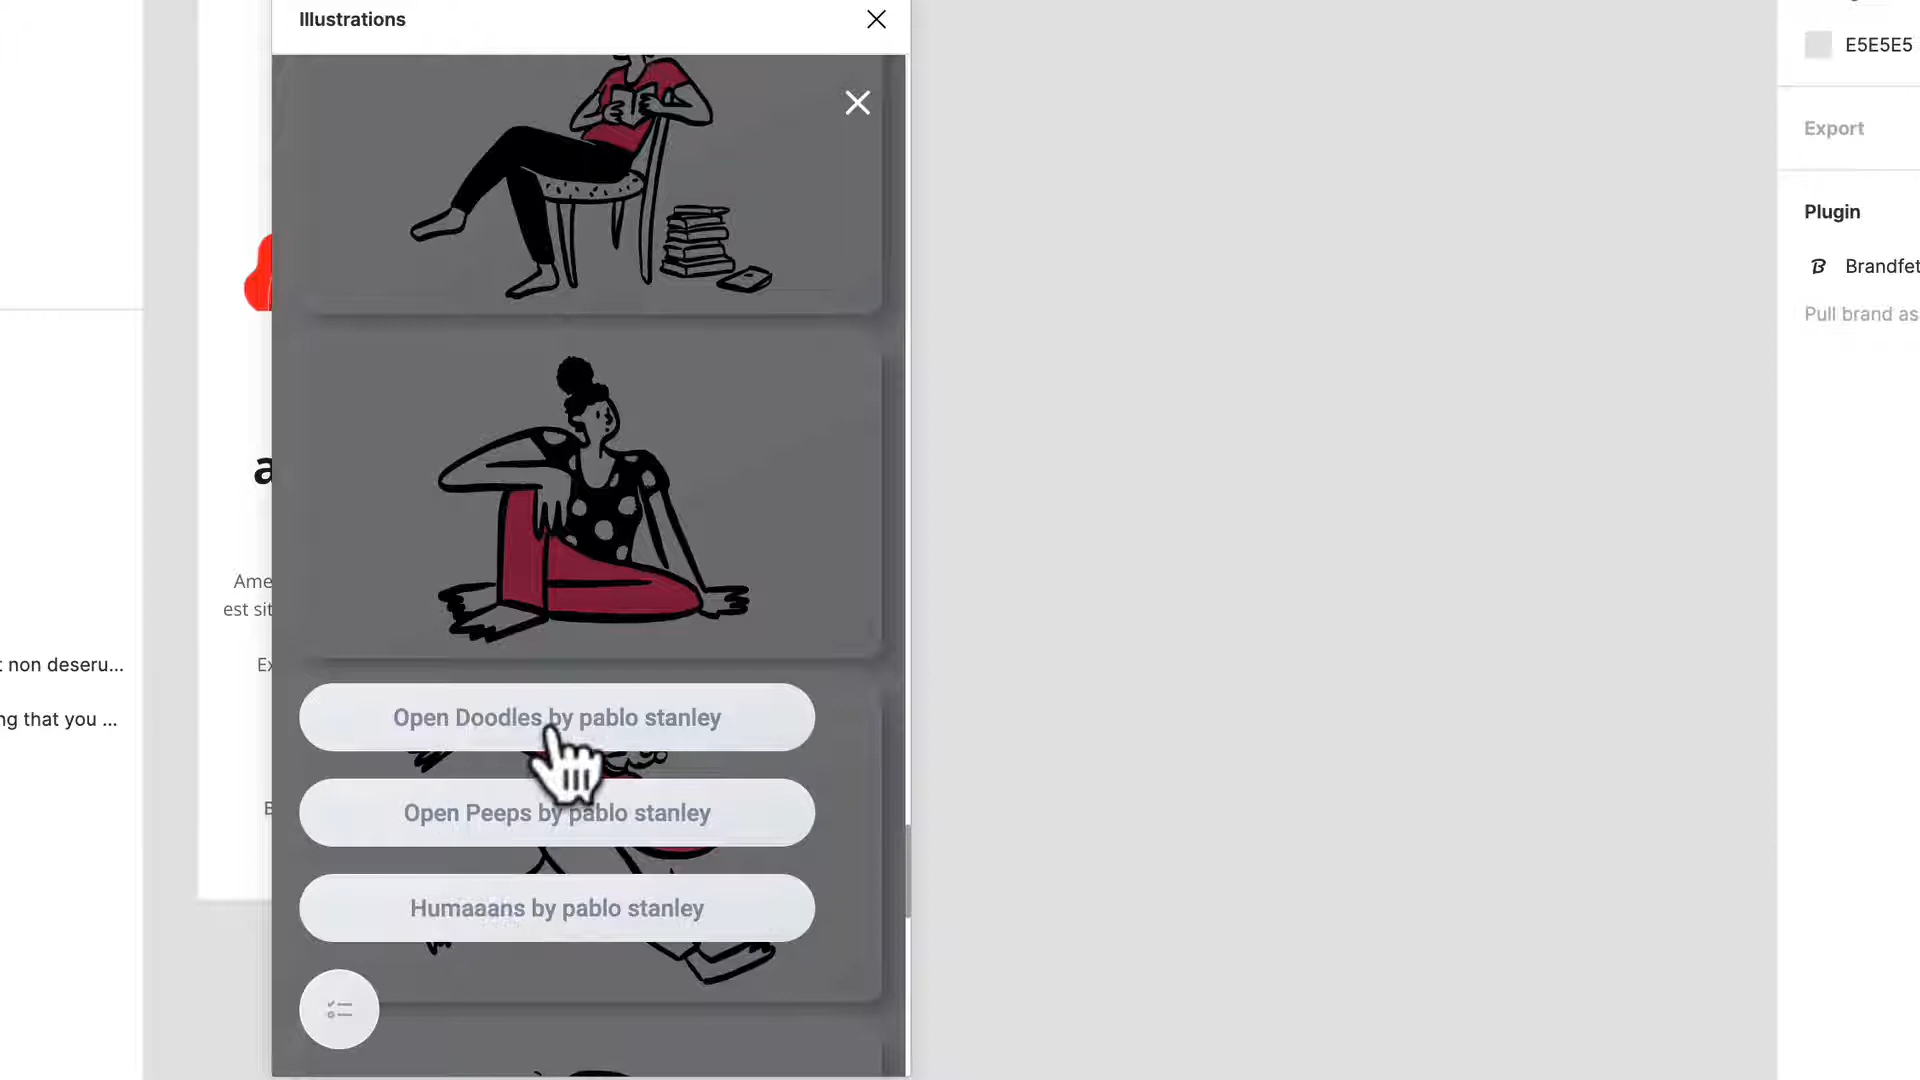 Illustrations
E5E5E5
Export
Plugin
Brandfet
Pull brand as
a
Ame
est sit
Ex
t non deseru...
ng that you ...
B
Open Doodles by pablo stanley
Open Peeps by pablo stanley
Humaaans by pablo stanley